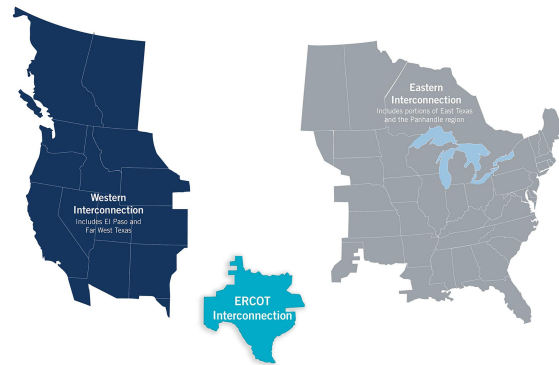 Western
Interconnection
Includes El Paso and
Far West Texas
ERCOT
Interconnection
Eastern
Interconnection
Includes portions of East Texas
and the Panhandle region